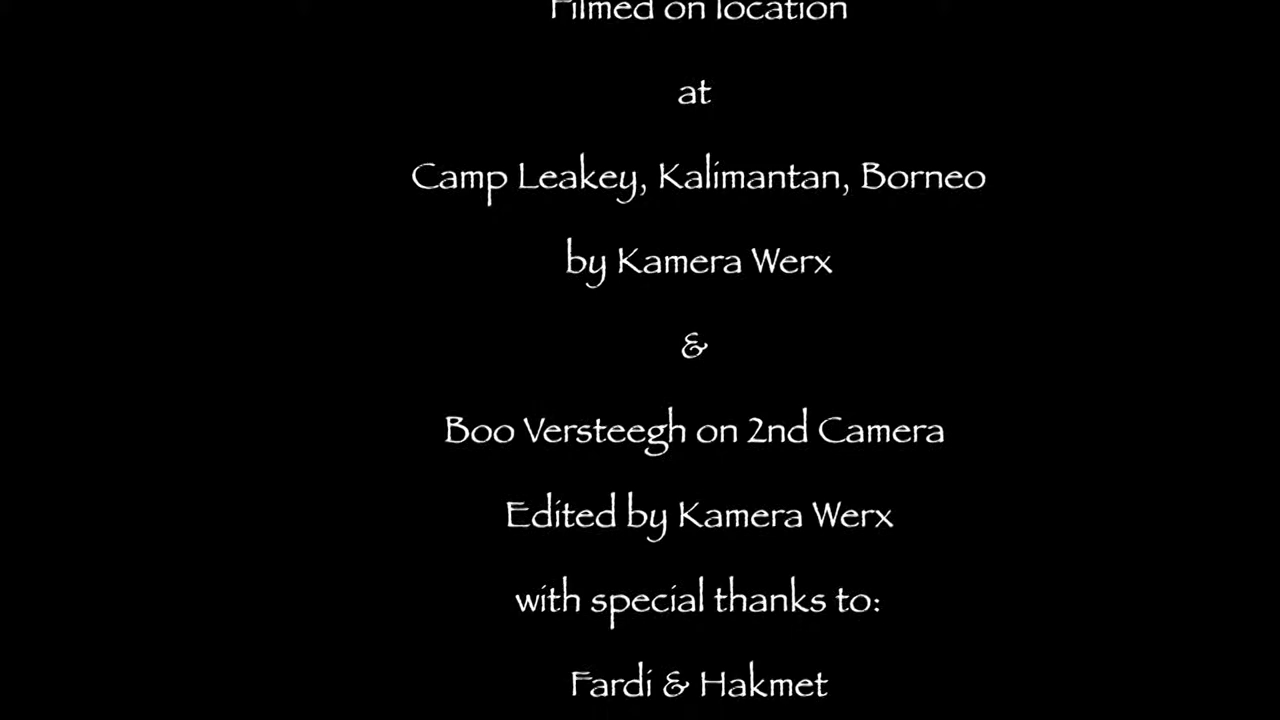 Filmed on location
at
Camp Leakey, Kalimantan, Borneo
by Kamera Werx
&
Boo Versteegh on 2nd Camera
Edited by Kamera Werx
with special thanks to:
Fardi & Hakmet